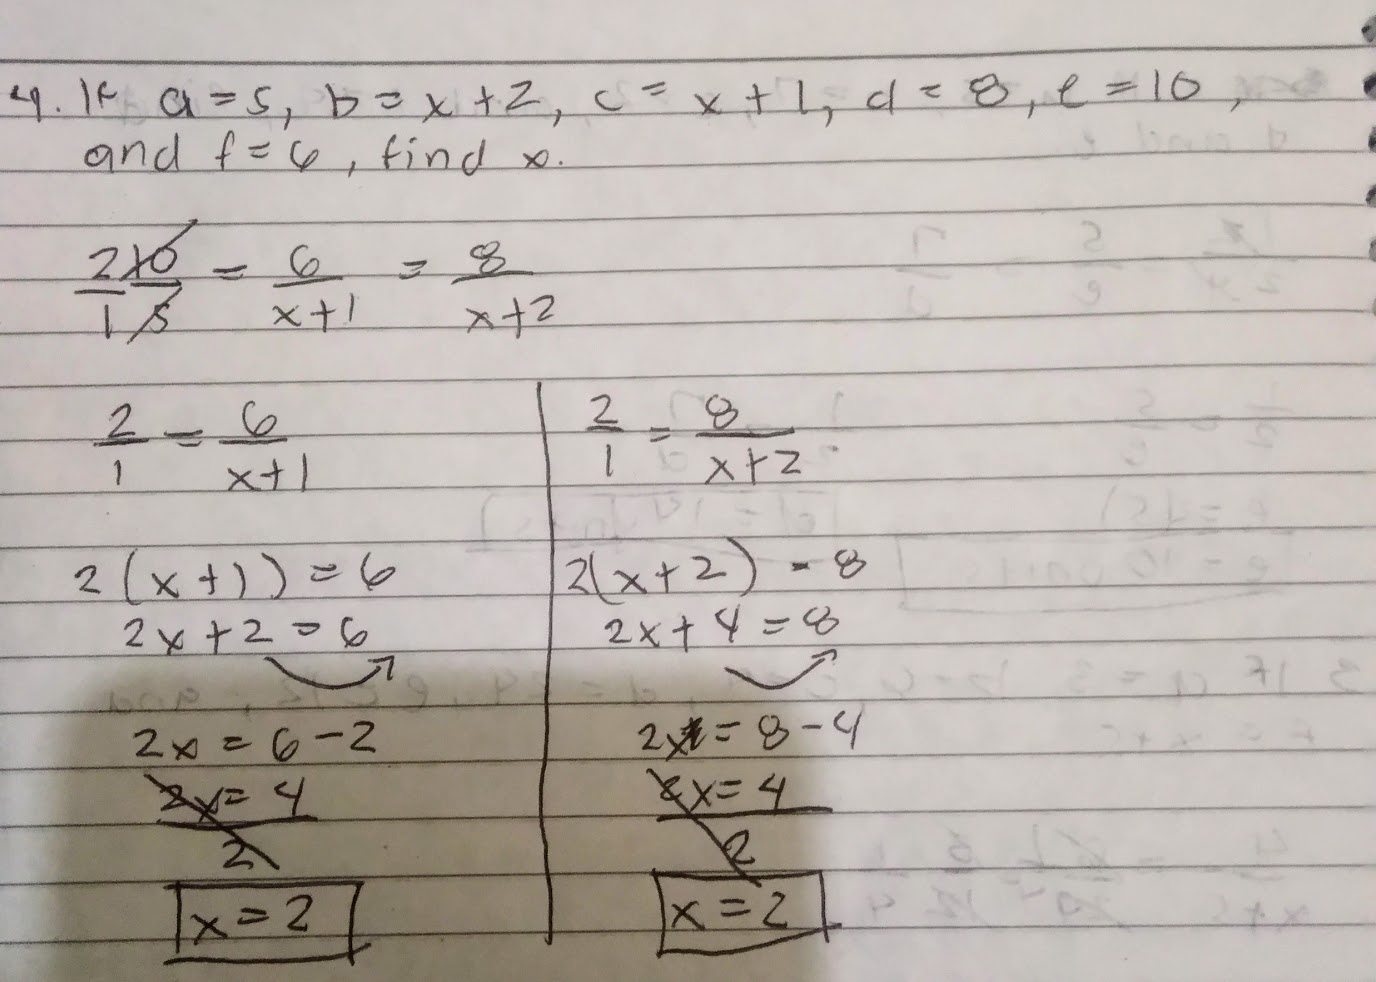 4. If a = 5, b = x + 2, c = x + 1, d = 8, e = 10,
and f = 6, find x.
2 10/1 5 = 6/x+1 = 8/x+2
2/1 = 6/x+1
2(x+1) = 6
2x + 2 = 6
2x = 6 - 2
2x = 4
2
x = 2
2/1 = 8/x+2
2(x+2) = 8
2x + 4 = 8
2x = 8 - 4
2x = 4
2
x = 2